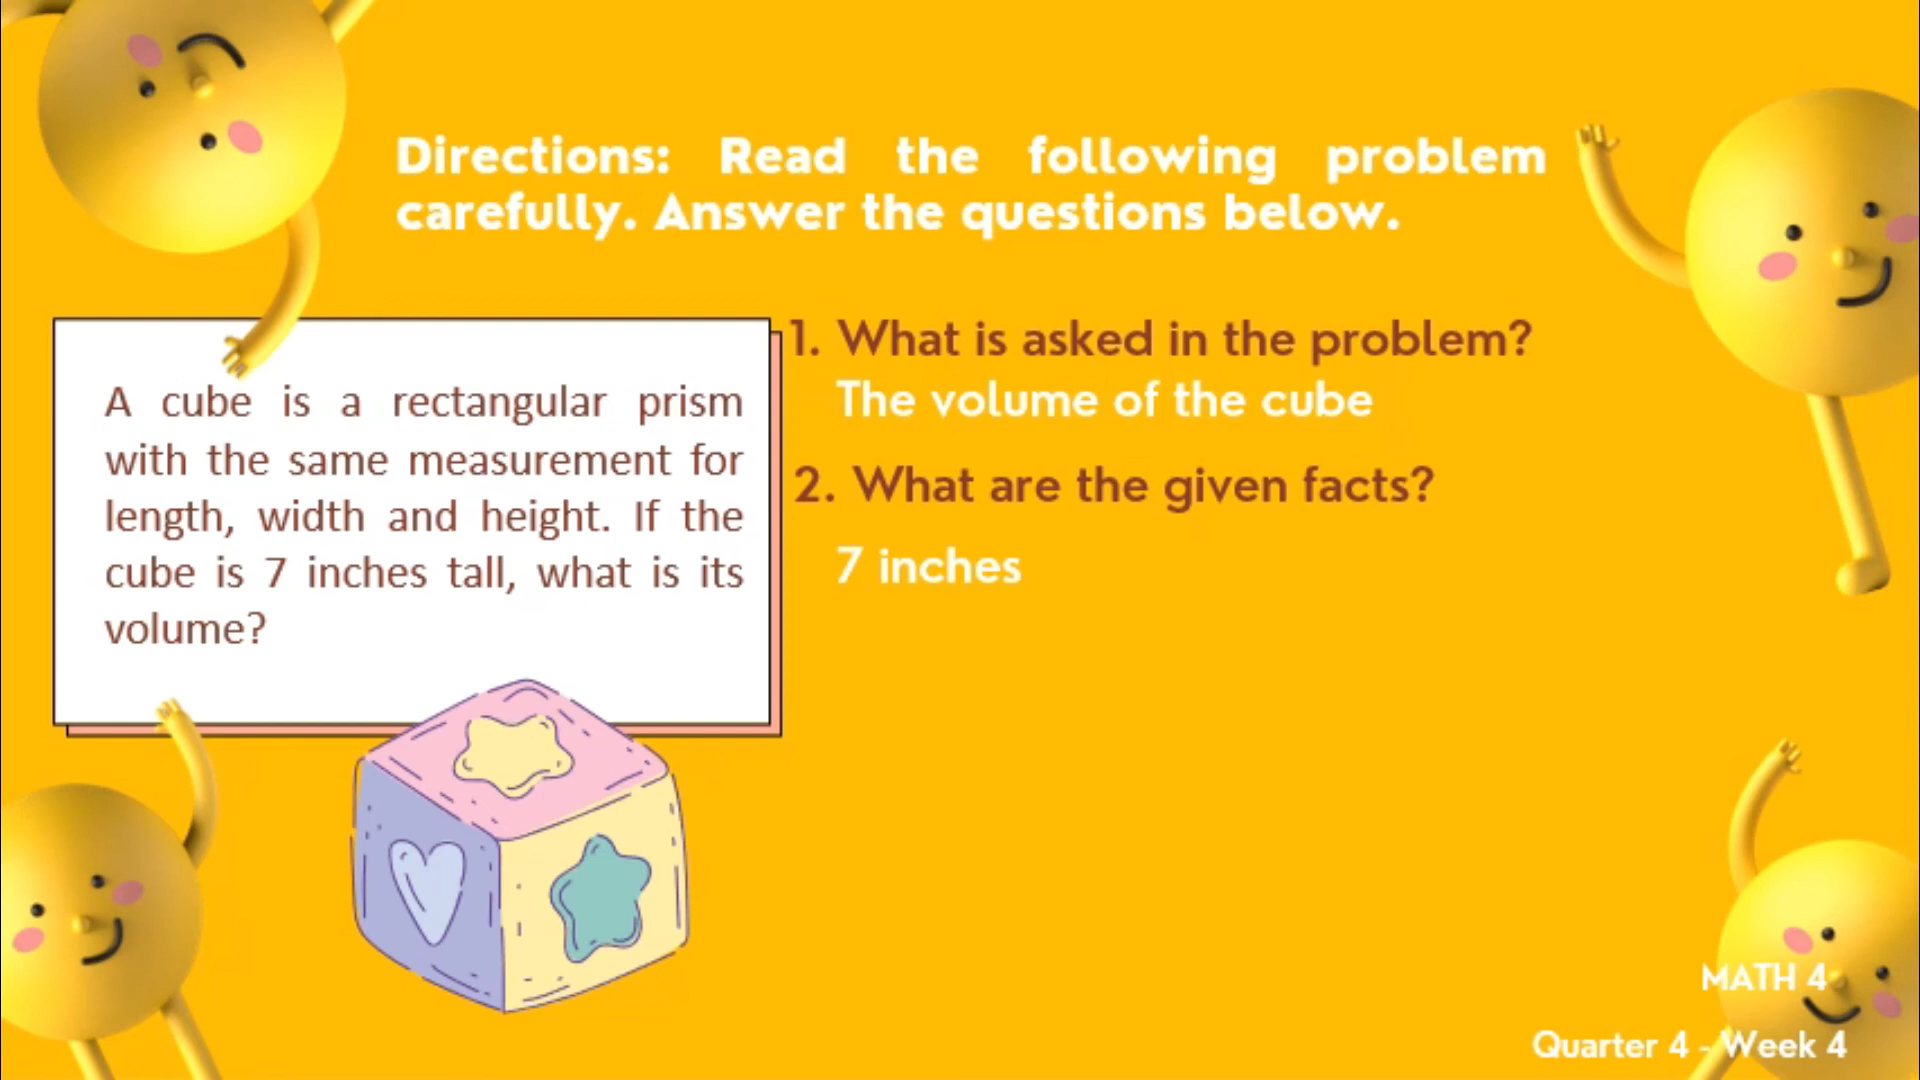 Directions: Read the following problem
carefully. Answer the questions below.
A cube is a rectangular prism
with the same measurement for
length, width and height. If the
cube is 7 inches tall, what is its
volume?
1. What is asked in the problem?
The volume of the cube
2. What are the given facts?
7 inches
MATH 4
Quarter 4 - Week 4